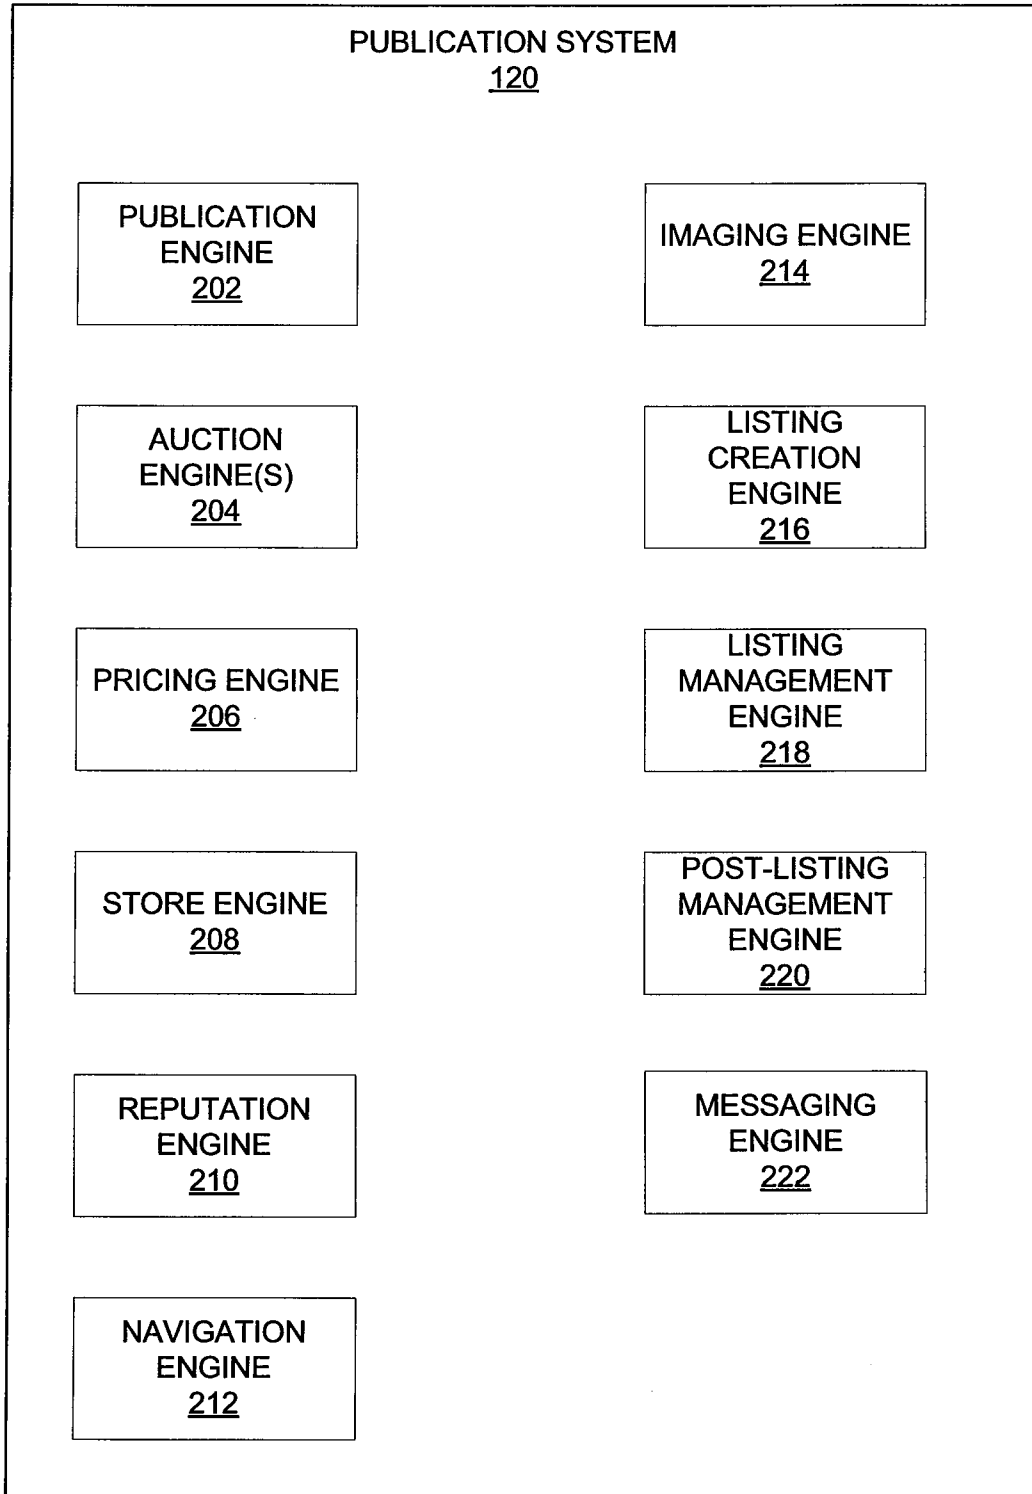 PUBLICATION SYSTEM
120
PUBLICATION
ENGINE
202
AUCTION
ENGINE(S)
204
PRICING ENGINE
206
STORE ENGINE
208
REPUTATION
ENGINE
210
NAVIGATION
ENGINE
212
IMAGING ENGINE
214
LISTING
CREATION
ENGINE
216
LISTING
MANAGEMENT
ENGINE
218
POST-LISTING
MANAGEMENT
ENGINE
220
MESSAGING
ENGINE
222